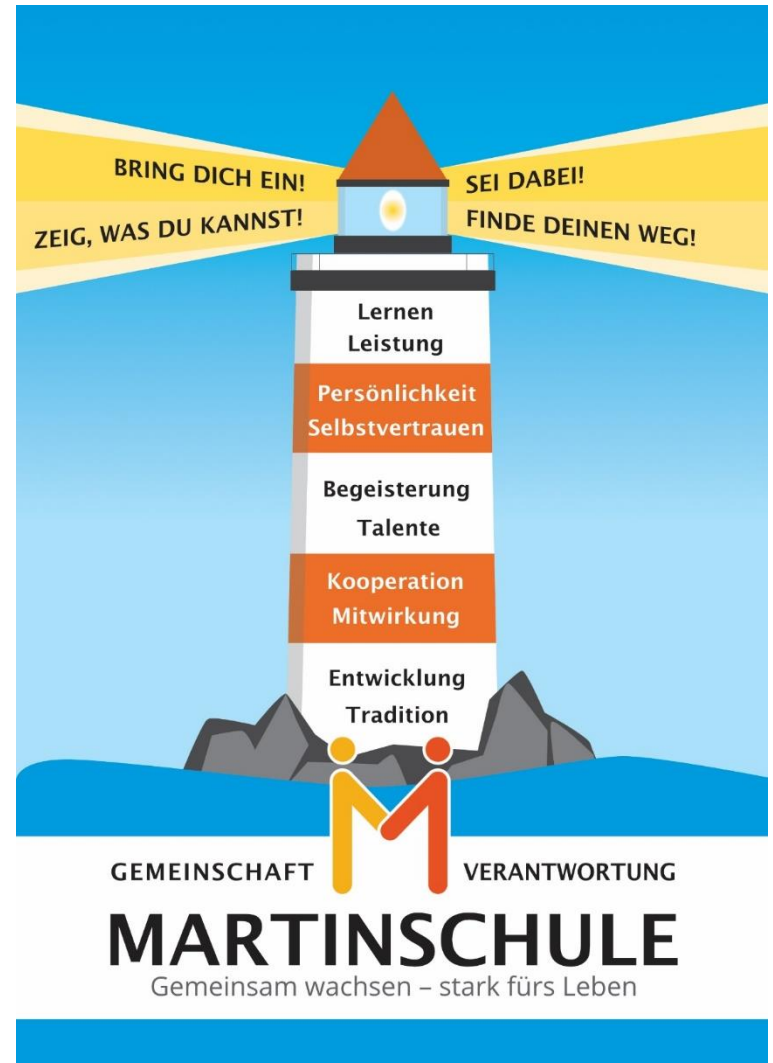 BRING DICH EIN!
SEI DABEI!
ZEIG, WAS DU KANNST!
FINDE DEINEN WEG!
Lernen
Leistung
Persönlichkeit
Selbstvertrauen
Begeisterung
Talente
Kooperation
Mitwirkung
Entwicklung
Tradition
GEMEINSCHAFT
VERANTWORTUNG
MARTINSCHULE
Gemeinsam wachsen – stark fürs Leben